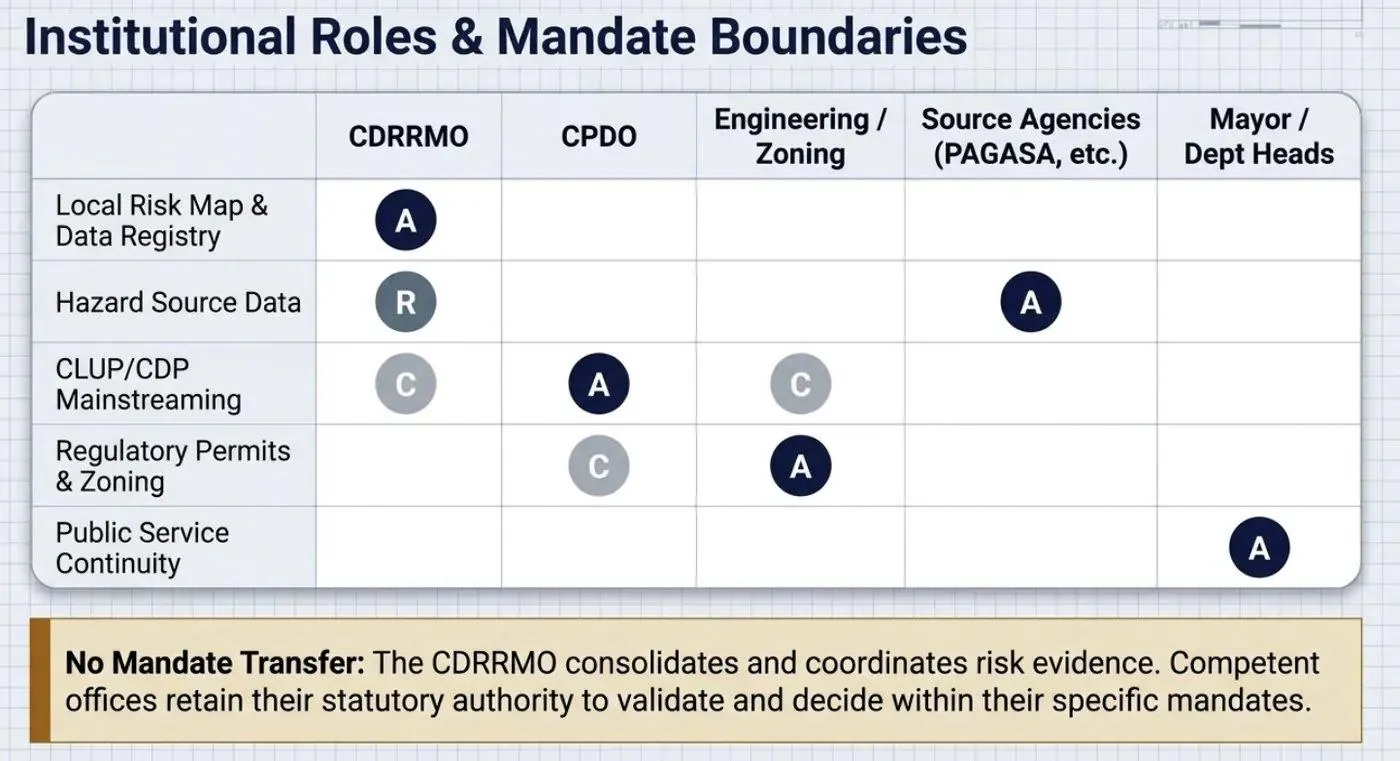 Institutional Roles & Mandate Boundaries
CDRRMO
CPDO
Engineering /
Zoning
Source Agencies
(PAGASA, etc.)
Mayor /
Dept Heads
Local Risk Map &
Data Registry
A
Hazard Source Data
R
A
CLUP/CDP
Mainstreaming
C
A
C
Regulatory Permits
& Zoning
C
A
Public Service
Continuity
A
No Mandate Transfer: The CDRRMO consolidates and coordinates risk evidence. Competent
offices retain their statutory authority to validate and decide within their specific mandates.